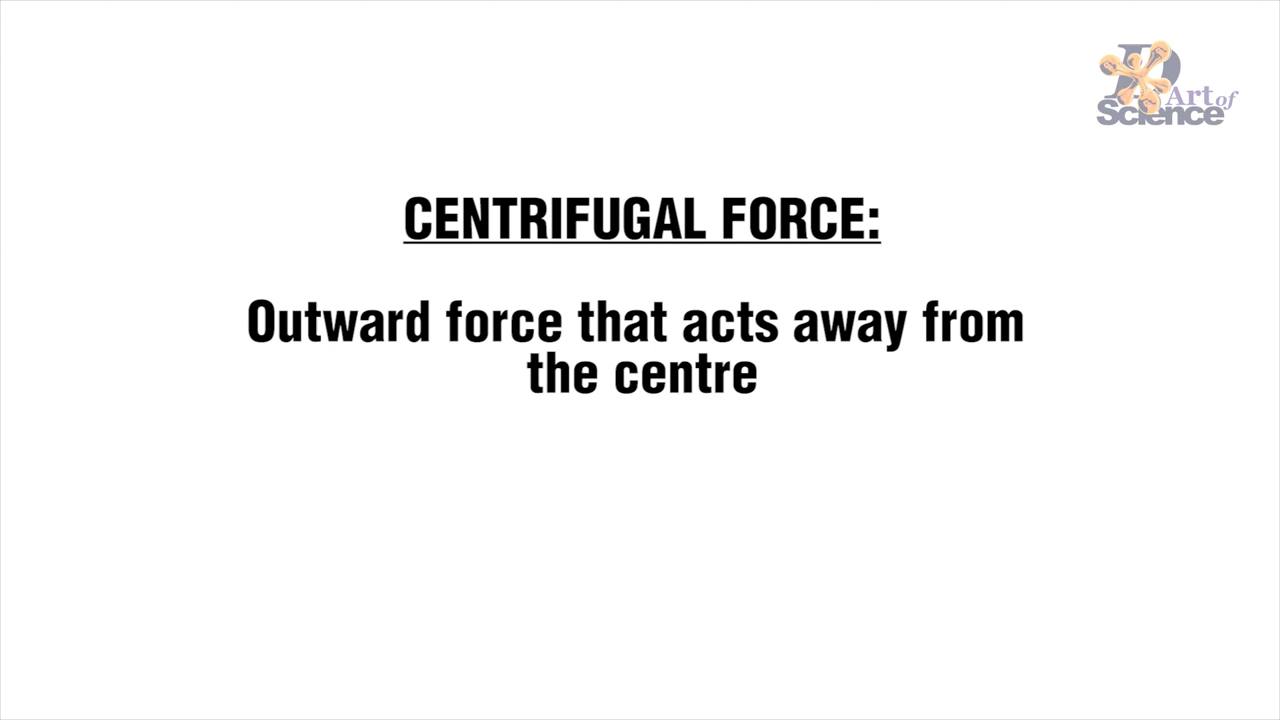 Art of
Science
CENTRIFUGAL FORCE:
Outward force that acts away from
the centre